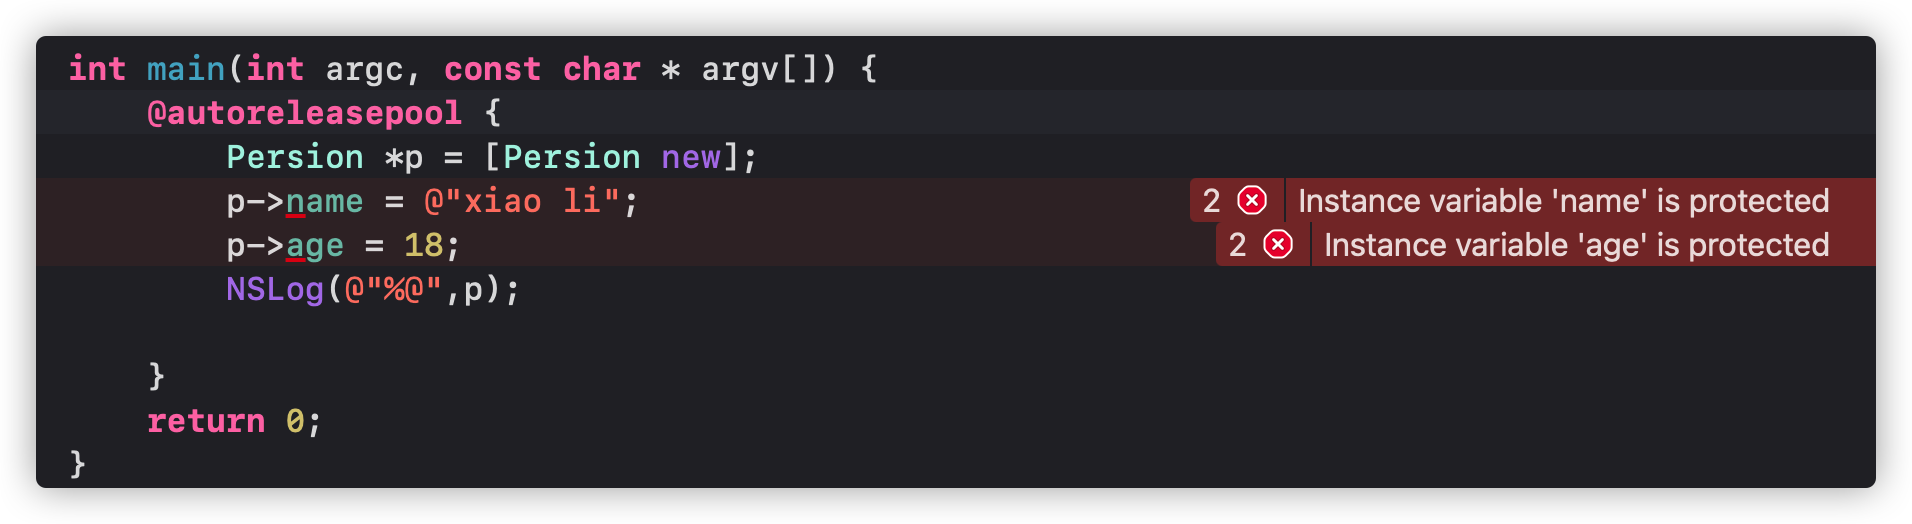 int main(int argc, const char * argv[]) {
@autoreleasepool {
Persion *p = [Persion new];
p->name = @"xiao li"; 2 Instance variable 'name' is protected
p->age = 18; 2 Instance variable 'age' is protected
NSLog(@"%@",p);
}
return 0;
}